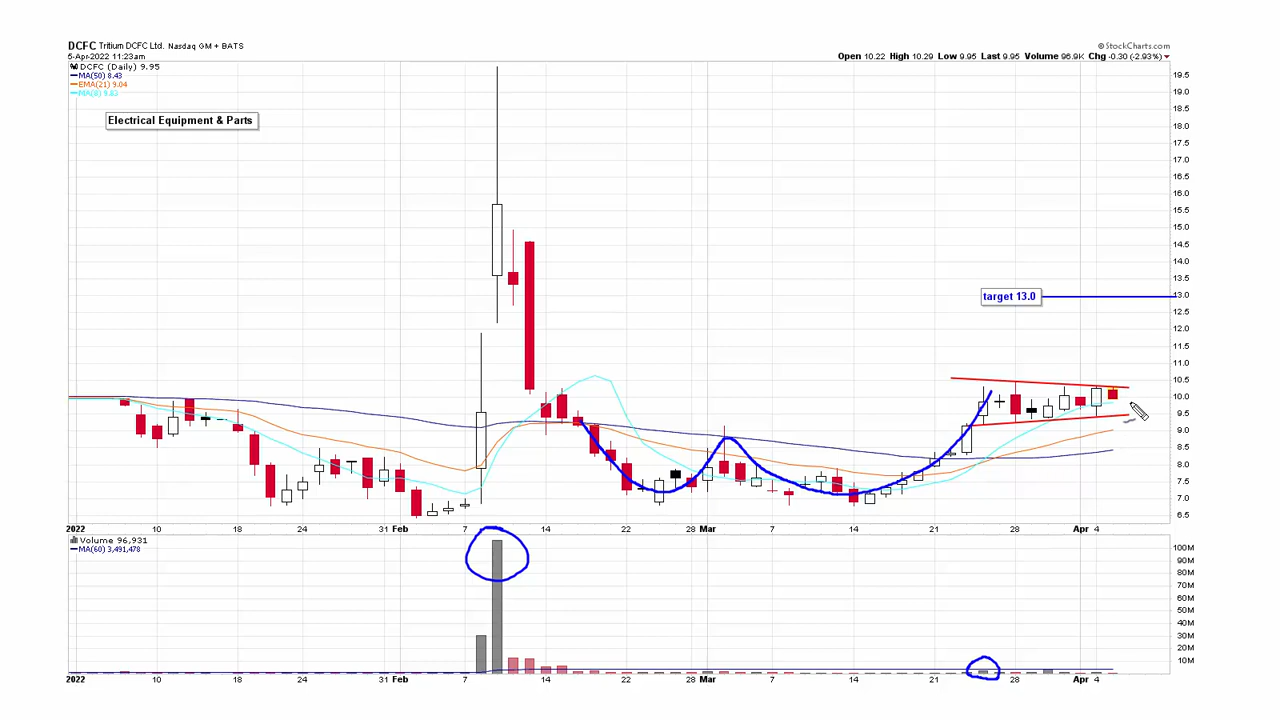 DCFC Tritium DCFC Ltd. Nasdaq GM + BATS
© StockCharts.com
5-Apr-2022 11:23am
Open 10.22 High 10.29 Low 9.95 Last 9.95 Volume 96.9K Chg -0.30 (-2.93%)
DCFC (Daily) 9.95
MA(50) 8.43
EMA(21) 9.04
MA(8) 9.83
Electrical Equipment & Parts
19.5
19.0
18.5
18.0
17.5
17.0
16.5
16.0
15.5
15.0
14.5
14.0
13.5
target 13.0
13.0
12.5
12.0
11.5
11.0
10.5
10.0
9.5
9.0
8.5
8.0
7.5
7.0
6.5
2022 10 18 24 31 Feb 7 14 22 28 Mar 7 14 21 28 Apr 4
Volume 96,931
MA(60) 3,491,478
100M
90M
80M
70M
60M
50M
40M
30M
20M
10M
2022 10 18 24 31 Feb 7 14 22 28 Mar 7 14 21 28 Apr 4